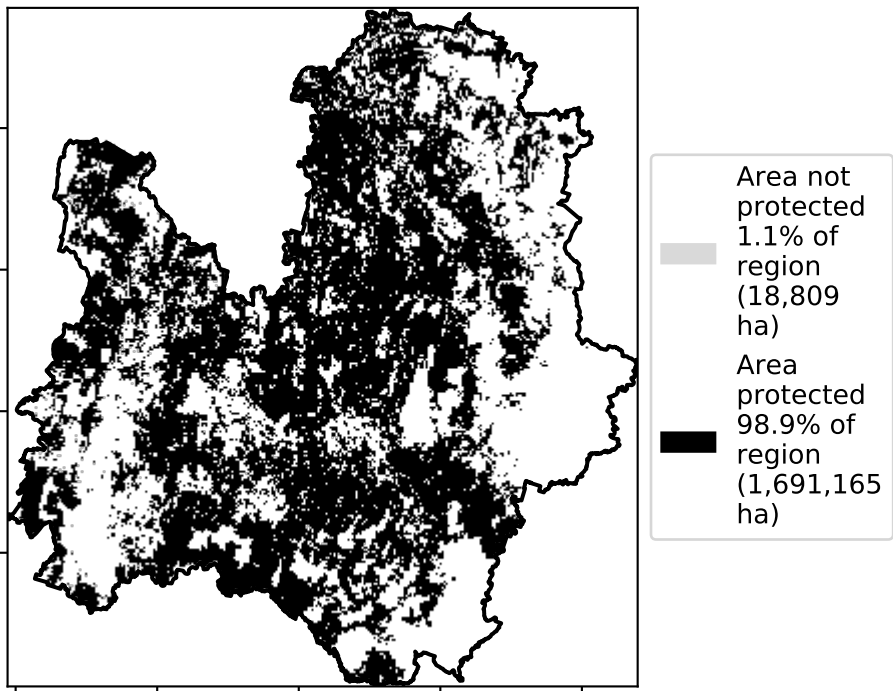 Area not
protected
1.1% of
region
(18,809
ha)
Area
protected
98.9% of
region
(1,691,165
ha)